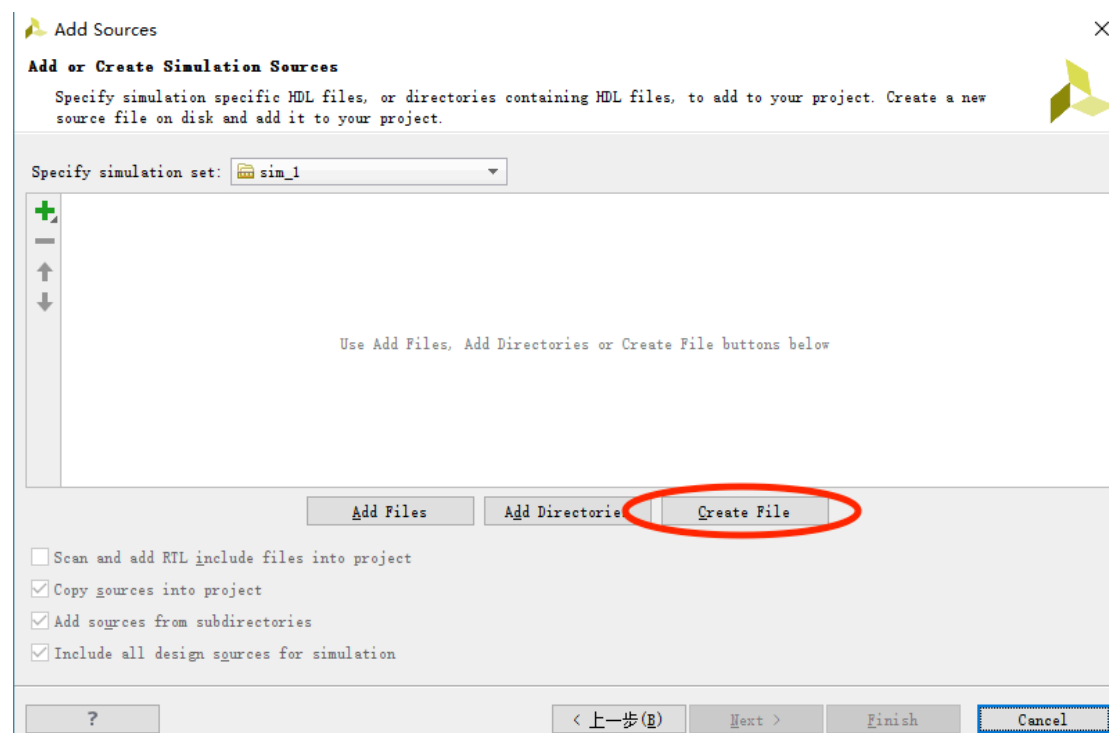 Add Sources
Add or Create Simulation Sources
Specify simulation specific HDL files, or directories containing HDL files, to add to your project. Create a new
source file on disk and add it to your project.
Specify simulation set: sim_1
Use Add Files, Add Directories or Create File buttons below
Add Files Add Directorie Create File
Scan and add RTL include files into project
Copy sources into project
Add sources from subdirectories
Include all design sources for simulation
? < 上一步(B) Next > Finish Cancel